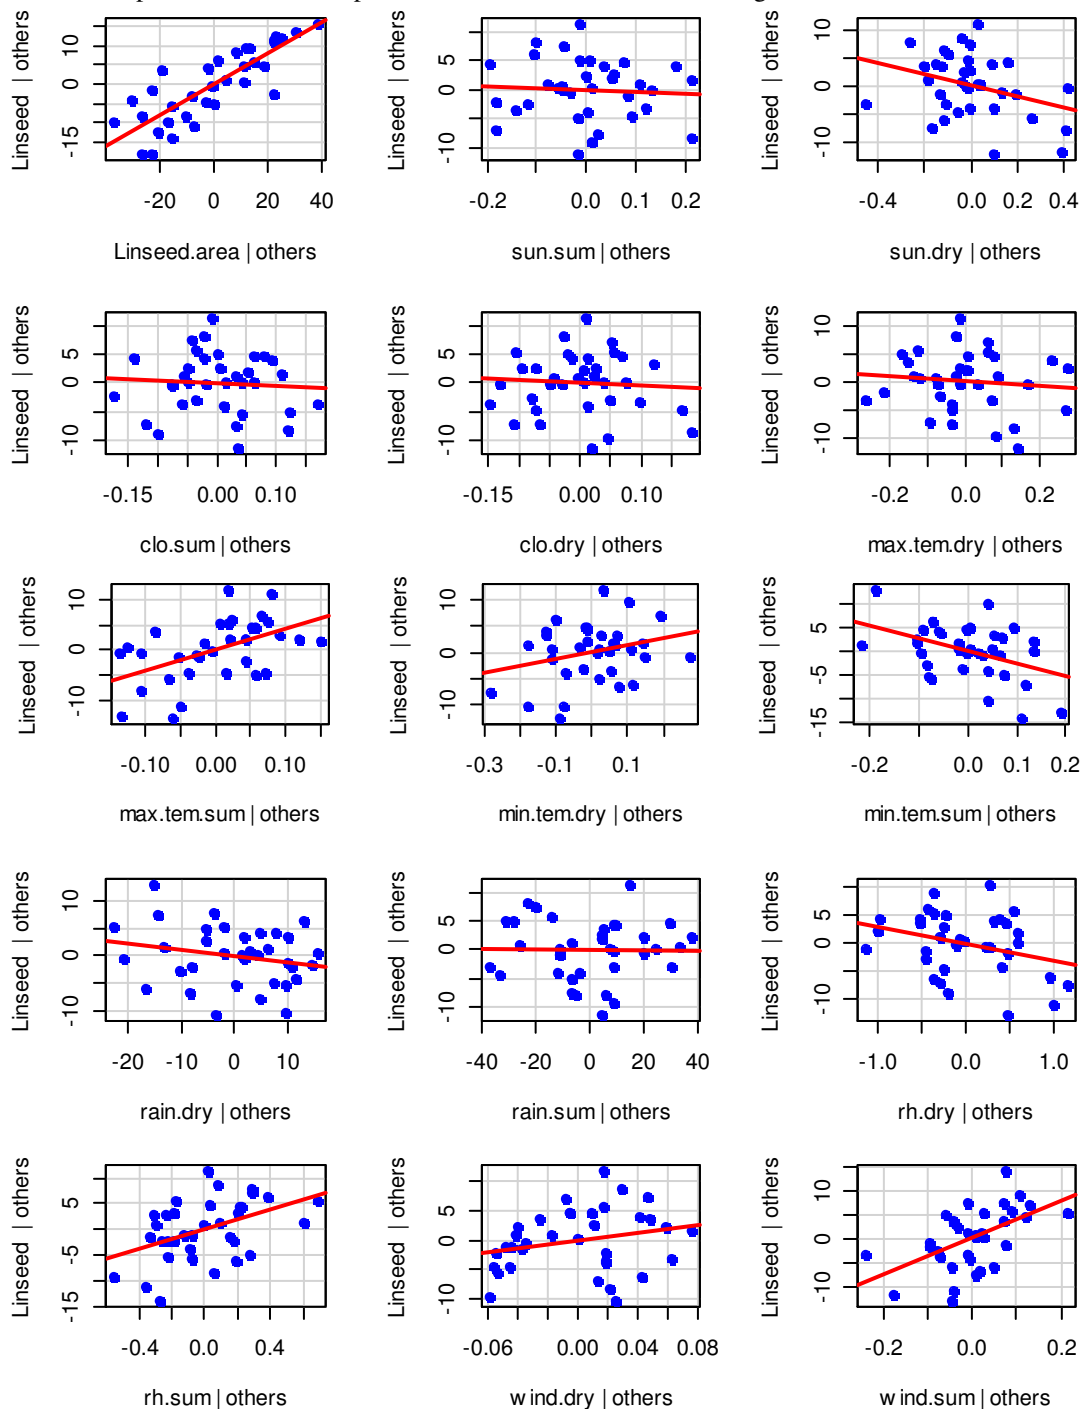 Linseed | others Linseed | others Linseed | others
-15 0 10 -10 0 5 -10 0 5 10
-20 0 20 40 -0.2 0.0 0.1 0.2 -0.4 0.0 0.2 0.4
Linseed.area | others sun.sum | others sun.dry | others
Linseed | others Linseed | others Linseed | others
-10 0 5 -10 0 5 -10 0 5 10
-0.15 0.00 0.10 -0.15 0.00 0.10 -0.2 0.0 0.2
clo.sum | others clo.dry | others max.tem.dry | others
Linseed | others Linseed | others Linseed | others
-10 0 10 -10 0 5 10 -15 -5 5
-0.10 0.00 0.10 -0.3 -0.1 0.1 -0.2 0.0 0.1 0.2
max.tem.sum | others min.tem.dry | others min.tem.sum | others
Linseed | others Linseed | others Linseed | others
-10 0 5 10 -10 0 5 -10 0 5
-20 -10 0 10 -40 -20 0 20 40 -1.0 0.0 1.0
rain.dry | others rain.sum | others rh.dry | others
Linseed | others Linseed | others Linseed | others
-15 -5 5 -10 0 5 -10 0 10
-0.4 0.0 0.4 -0.06 0.00 0.04 0.08 -0.2 0.0 0.2
rh.sum | others wind.dry | others wind.sum | others